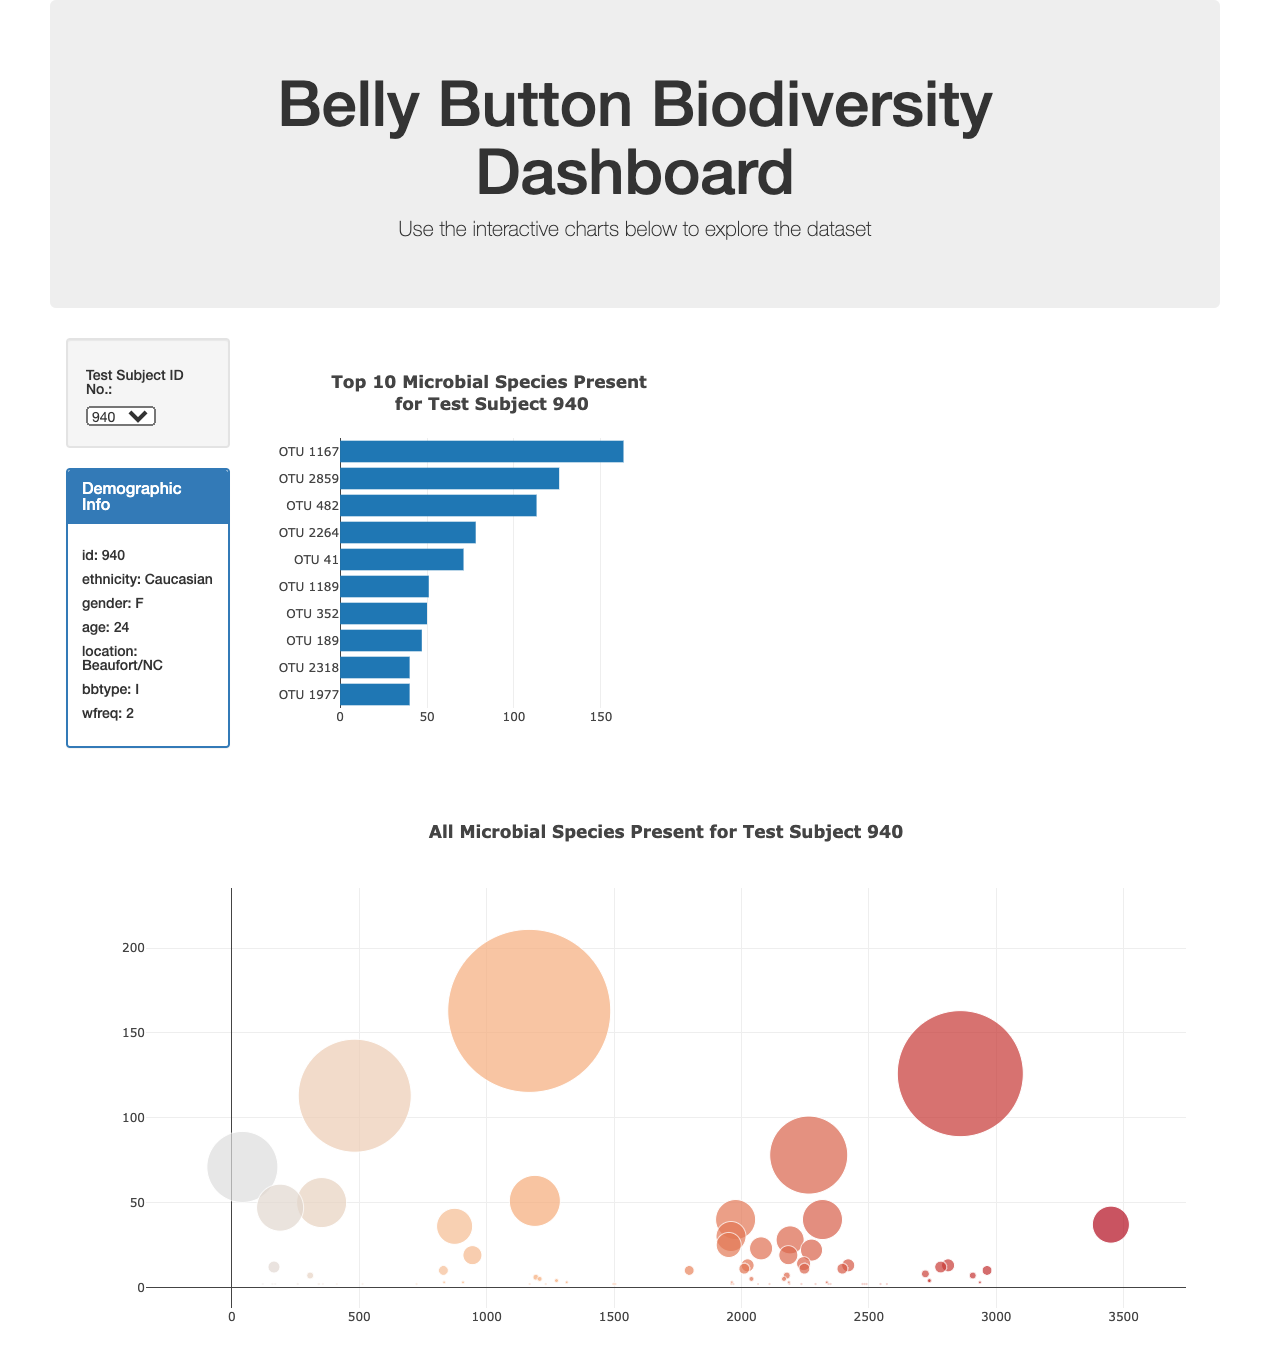 Belly Button Biodiversity
Dashboard
Use the interactive charts below to explore the dataset
Test Subject ID
No.:
940
Demographic
Info
id: 940
ethnicity: Caucasian
gender: F
age: 24
location:
Beaufort/NC
bbtype: I
wfreq: 2
Top 10 Microbial Species Present
for Test Subject 940
OTU 1167
OTU 2859
OTU 482
OTU 2264
OTU 41
OTU 1189
OTU 352
OTU 189
OTU 2318
OTU 1977
0 50 100 150
All Microbial Species Present for Test Subject 940
200
150
100
50
0
0 500 1000 1500 2000 2500 3000 3500